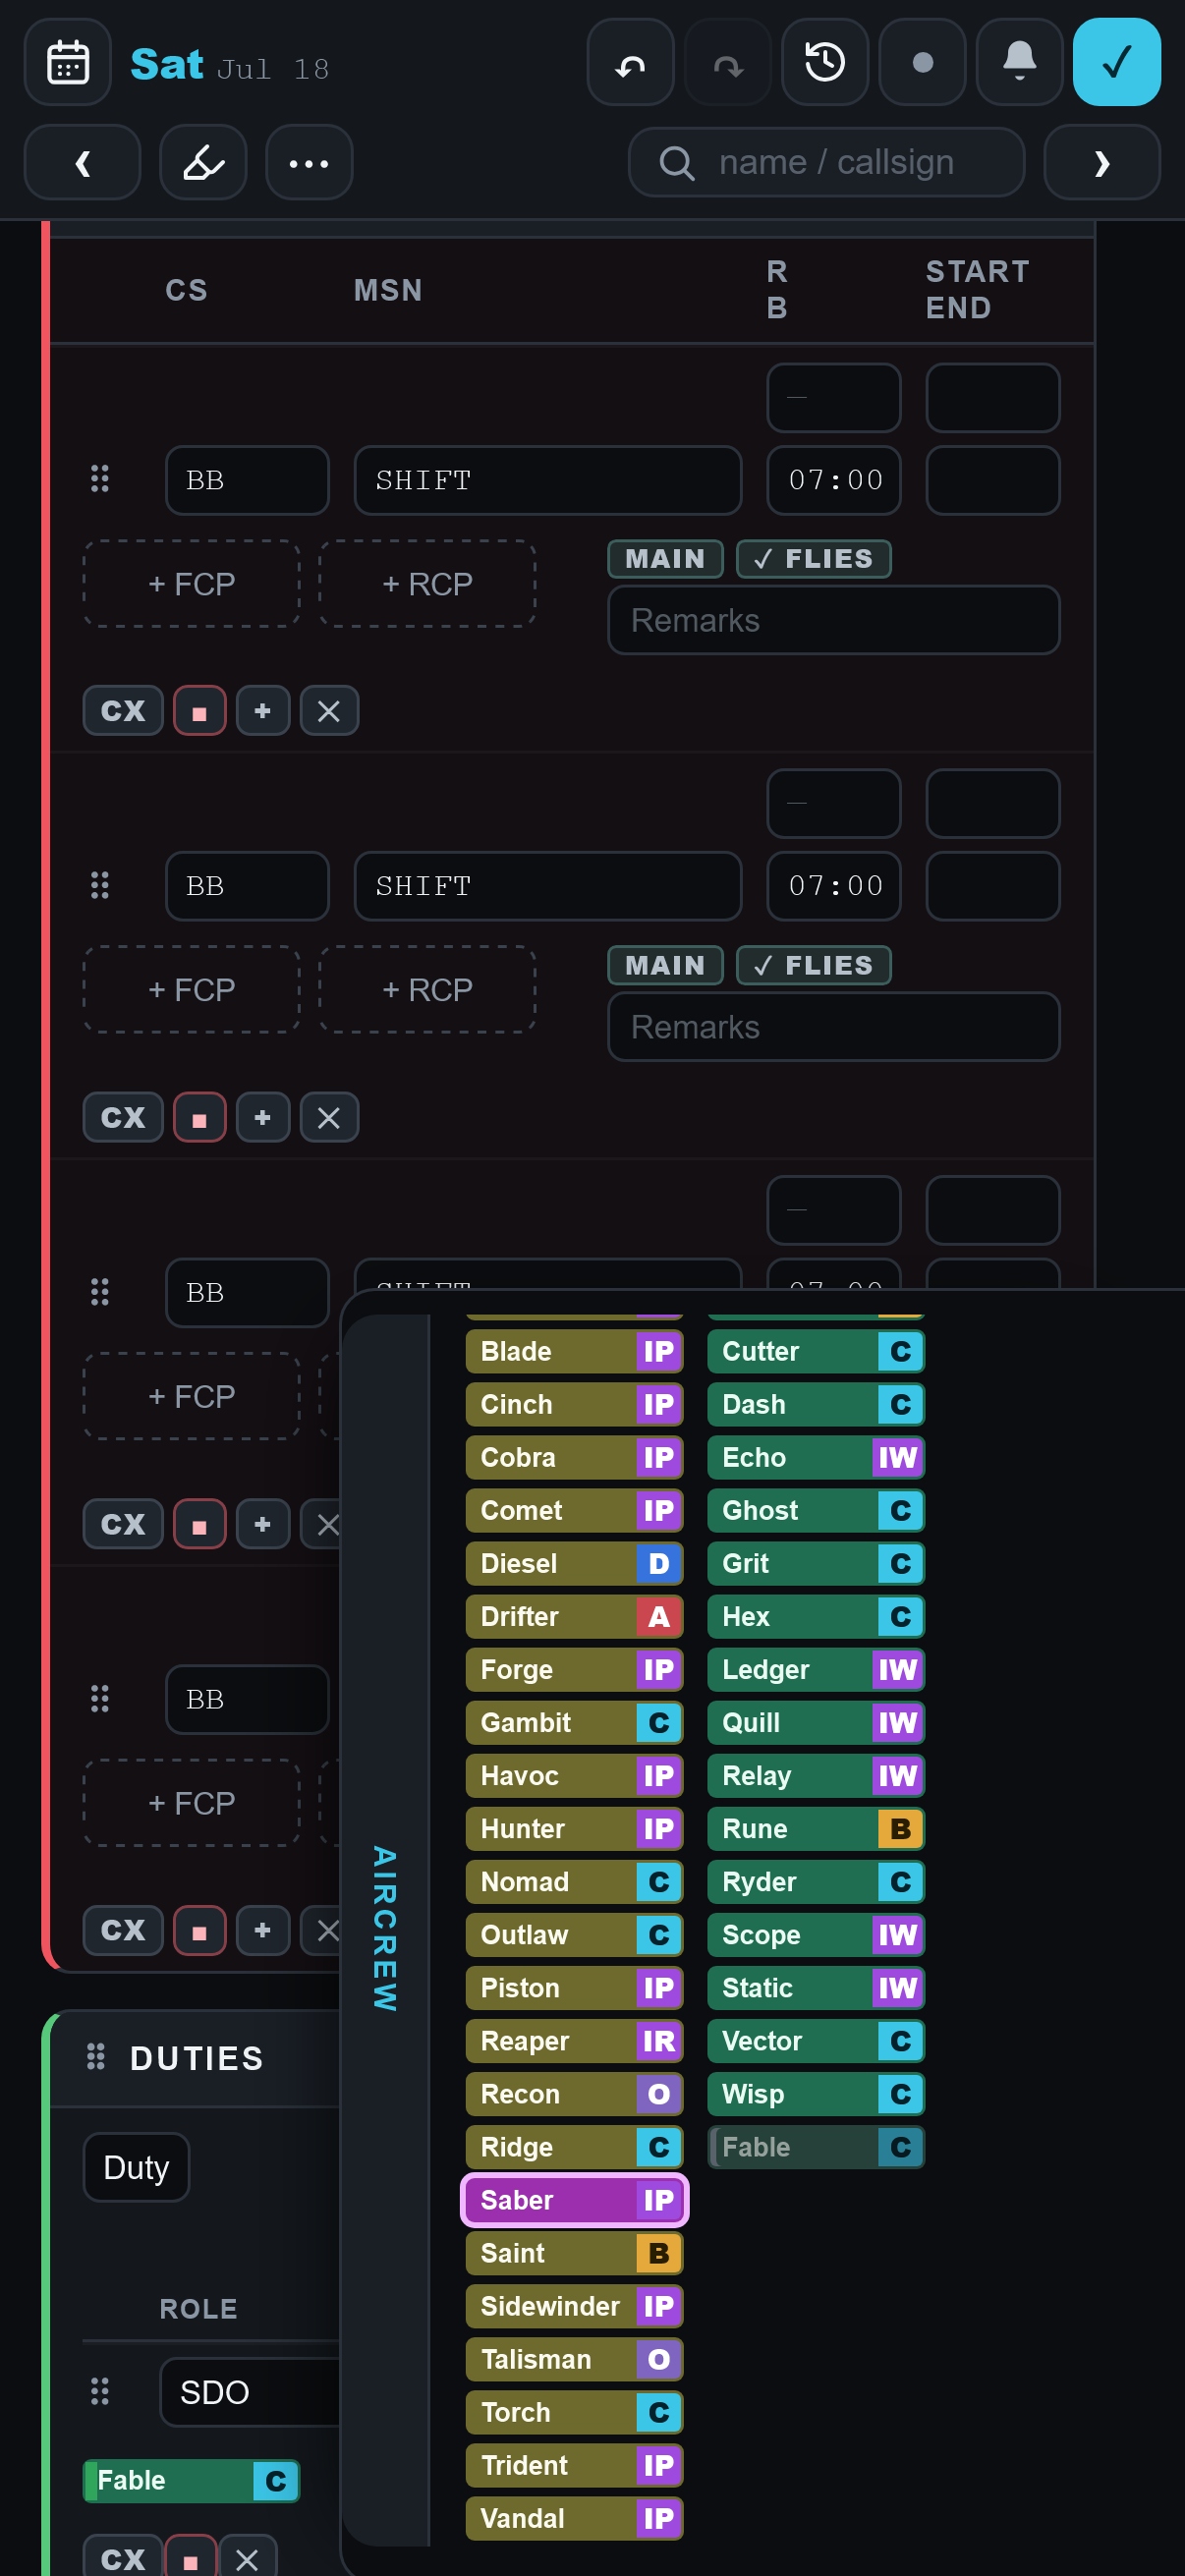 Sat Jul 18
name / callsign
CS MSN R B START END
—
BB SHIFT 07:00
+ FCP + RCP MAIN ✓ FLIES
Remarks
CX + ×
—
BB SHIFT 07:00
+ FCP + RCP MAIN ✓ FLIES
Remarks
CX + ×
—
BB SHIFT 07:00
+ FCP
CX + ×
BB
+ FCP
CX + ×
DUTIES
Duty
ROLE
SDO
Fable C
CX ×
AIRCREW
Blade IP
Cinch IP
Cobra IP
Comet IP
Diesel D
Drifter A
Forge IP
Gambit C
Havoc IP
Hunter IP
Nomad C
Outlaw C
Piston IP
Reaper IR
Recon O
Ridge C
Saber IP
Saint B
Sidewinder IP
Talisman O
Torch C
Trident IP
Vandal IP
Cutter C
Dash C
Echo IW
Ghost C
Grit C
Hex C
Ledger IW
Quill IW
Relay IW
Rune B
Ryder C
Scope IW
Static IW
Vector C
Wisp C
Fable C